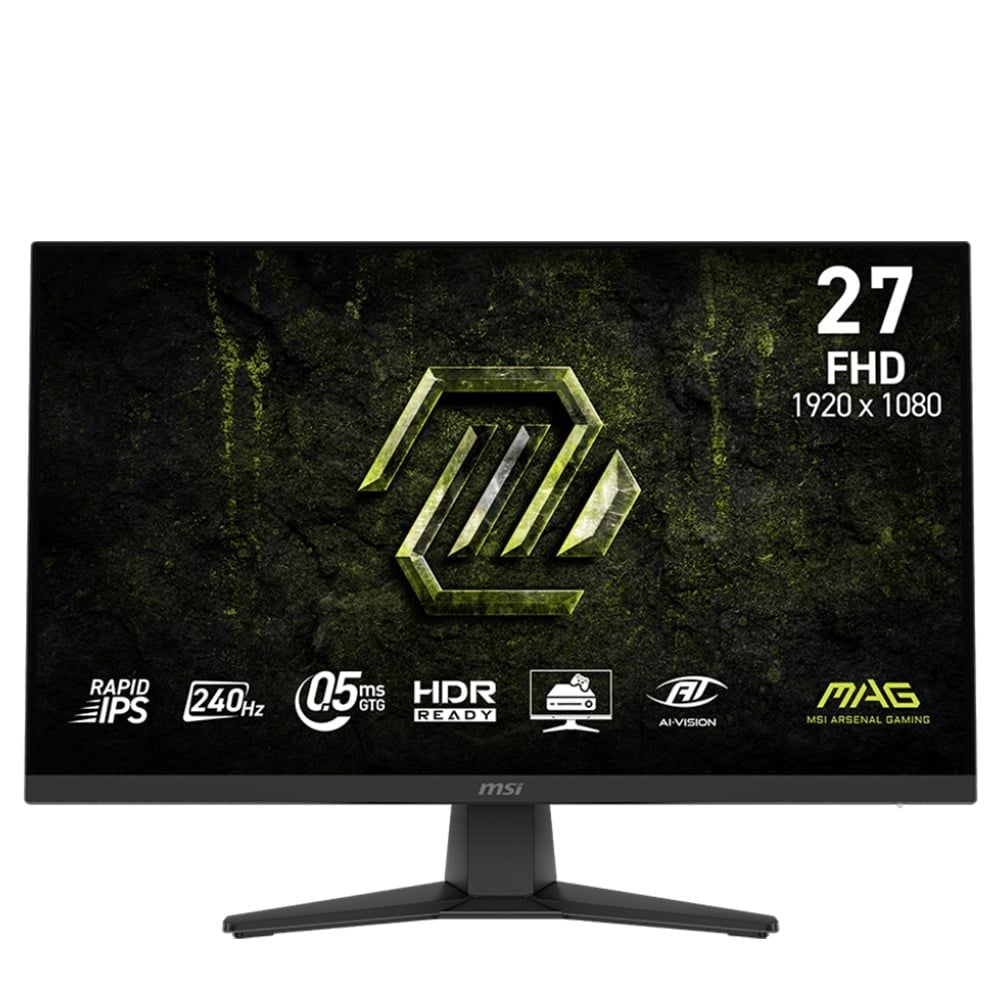 27
FHD
1920 x 1080
RAPID
IPS
240Hz
0.5ms
GTG
HDR
READY
AI
AI-VISION
MAG
MSI ARSENAL GAMING
msi